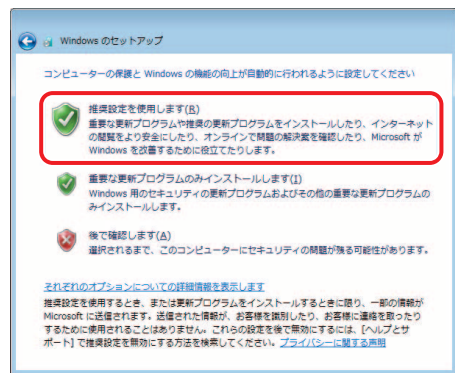 Windows のセットアップ
コンピューターの保護と Windows の機能の向上が自動的に行われるように設定してください
推奨設定を使用します(R)
重要な更新プログラムや推奨の更新プログラムをインストールしたり、インターネット
の閲覧をより安全にしたり、オンラインで問題の解決策を確認したり、Microsoft が
Windows を改善するために役立てたりします。
重要な更新プログラムのみインストールします(I)
Windows 用のセキュリティの更新プログラムおよびその他の重要な更新プログラムの
みインストールします。
後で確認します(A)
選択されるまで、このコンピューターにセキュリティの問題が残る可能性があります。
それぞれのオプションについての詳細情報を表示します
推奨設定を使用するとき、または更新プログラムをインストールするときに限り、一部の情報が
Microsoft に送信されます。送信された情報が、お客様を識別したり、お客様に連絡を取ったり
するために使用されることはありません。これらの設定を後で無効にするには、[ヘルプとサ
ポート] で推奨設定を無効にする方法を検索してください。プライバシーに関する声明